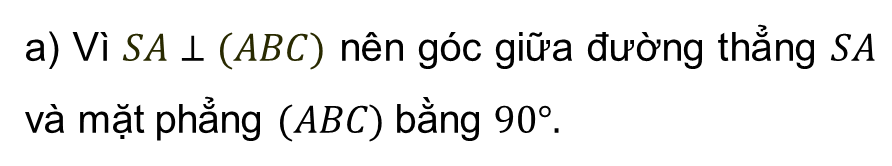 a) Vì SA ⊥ (ABC) nên góc giữa đường thẳng SA
và mặt phẳng (ABC) bằng 90°.